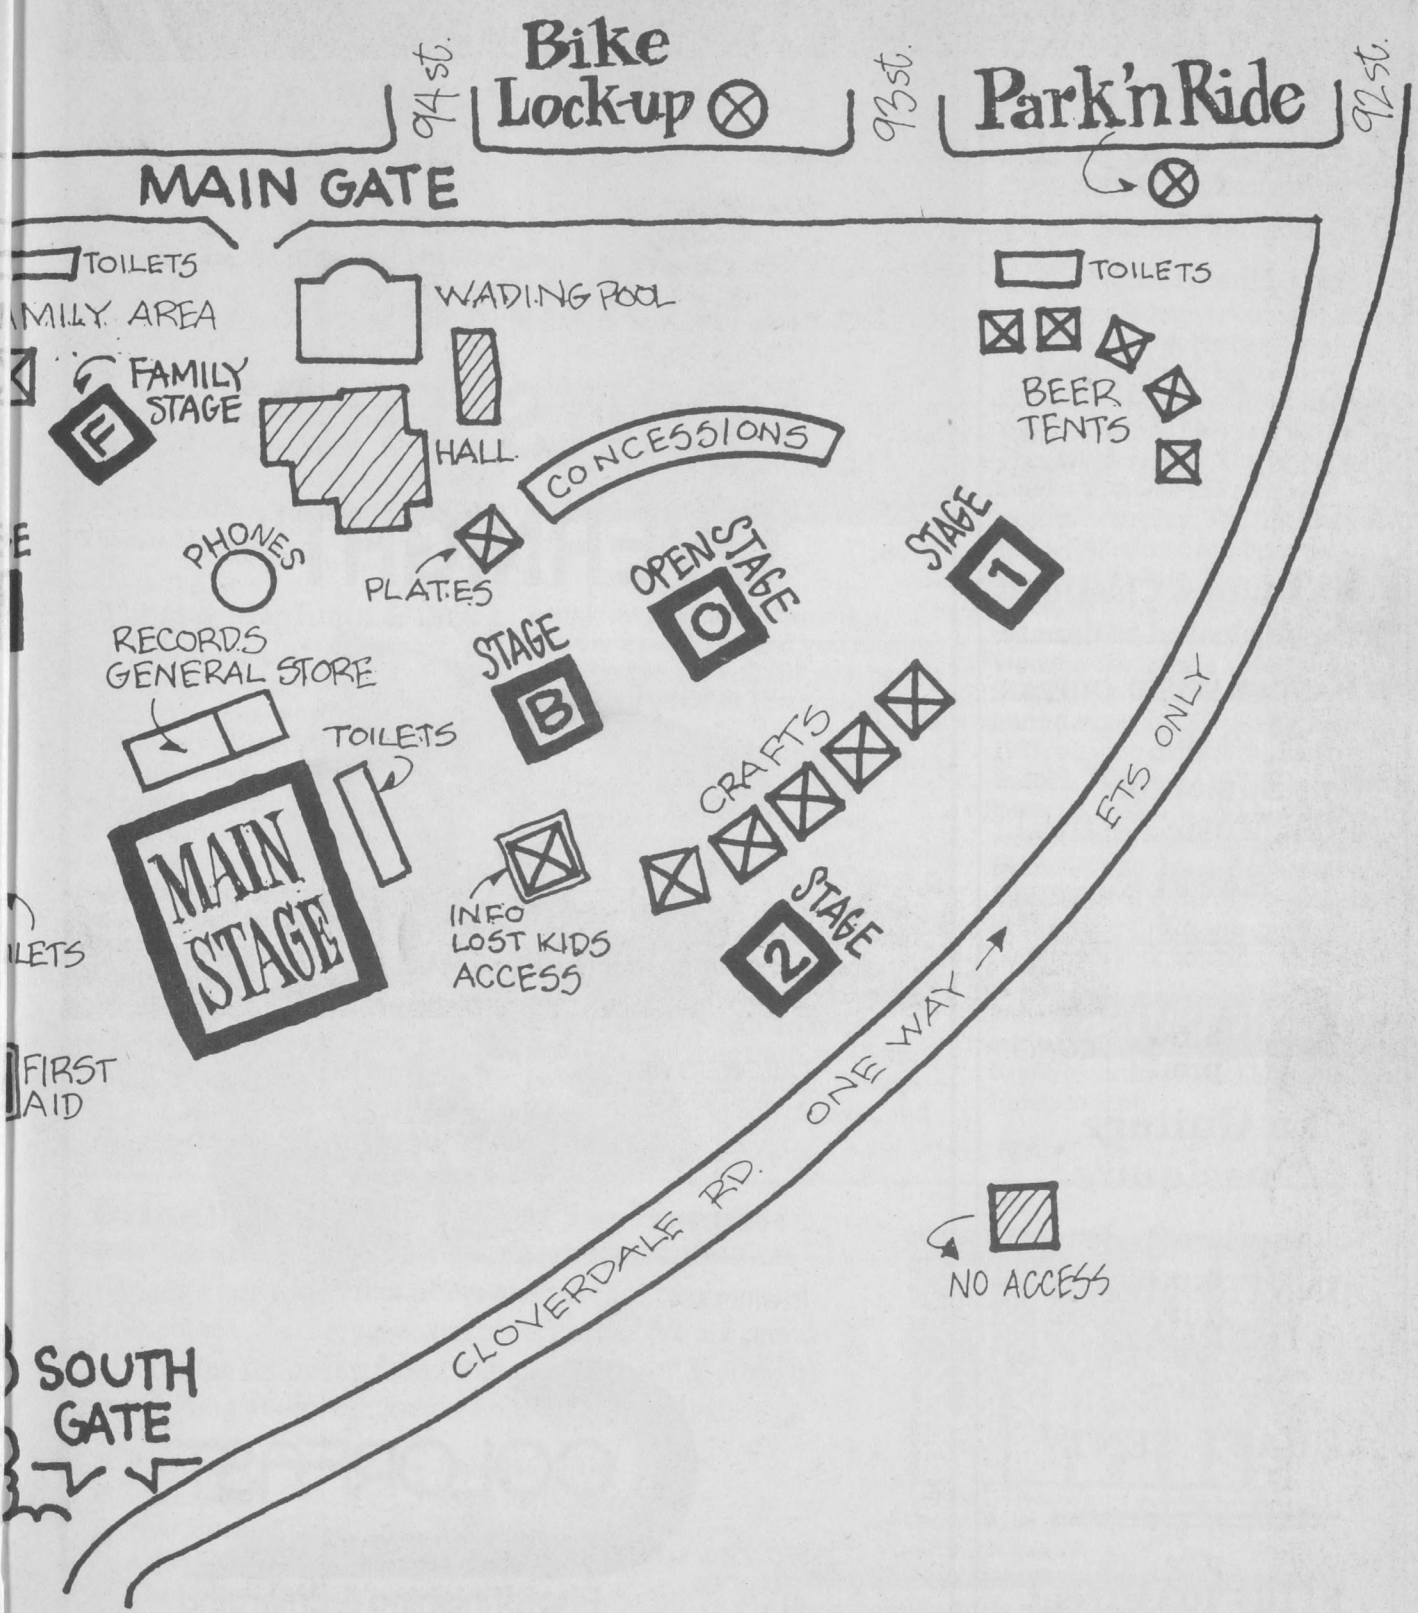 94 st.
Bike
Lock-up
93 st.
Park'n Ride
92 st.
MAIN GATE
TOILETS
AMILY AREA
FAMILY
STAGE
F
WADING POOL
HALL
CONCESSIONS
TOILETS
BEER
TENTS
PHONES
PLATES
OPEN STAGE
O
STAGE
1
E
RECORDS
GENERAL STORE
STAGE
B
TOILETS
MAIN
STAGE
CRAFTS
INFO
LOST KIDS
ACCESS
STAGE
2
ILETS
FIRST
AID
CLOVERDALE RD. ONE WAY → ETS ONLY
NO ACCESS
SOUTH
GATE